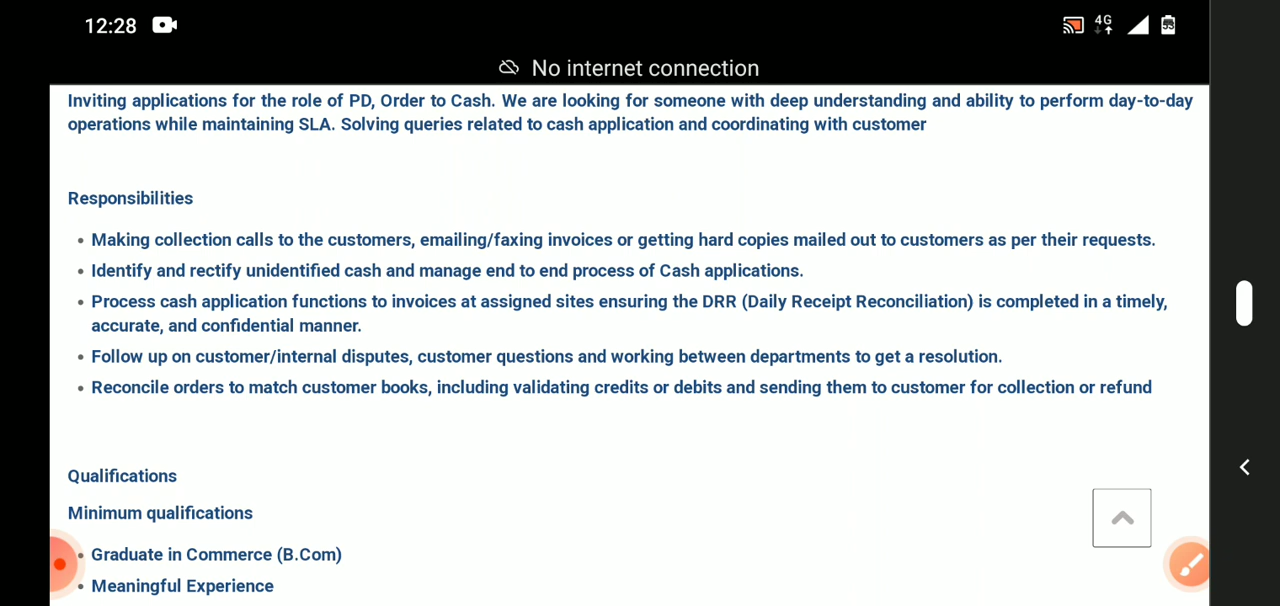 12:28
4G
No internet connection
Inviting applications for the role of PD, Order to Cash. We are looking for someone with deep understanding and ability to perform day-to-day
operations while maintaining SLA. Solving queries related to cash application and coordinating with customer
Responsibilities
• Making collection calls to the customers, emailing/faxing invoices or getting hard copies mailed out to customers as per their requests.
• Identify and rectify unidentified cash and manage end to end process of Cash applications.
• Process cash application functions to invoices at assigned sites ensuring the DRR (Daily Receipt Reconciliation) is completed in a timely,
accurate, and confidential manner.
• Follow up on customer/internal disputes, customer questions and working between departments to get a resolution.
• Reconcile orders to match customer books, including validating credits or debits and sending them to customer for collection or refund
Qualifications
Minimum qualifications
• Graduate in Commerce (B.Com)
• Meaningful Experience